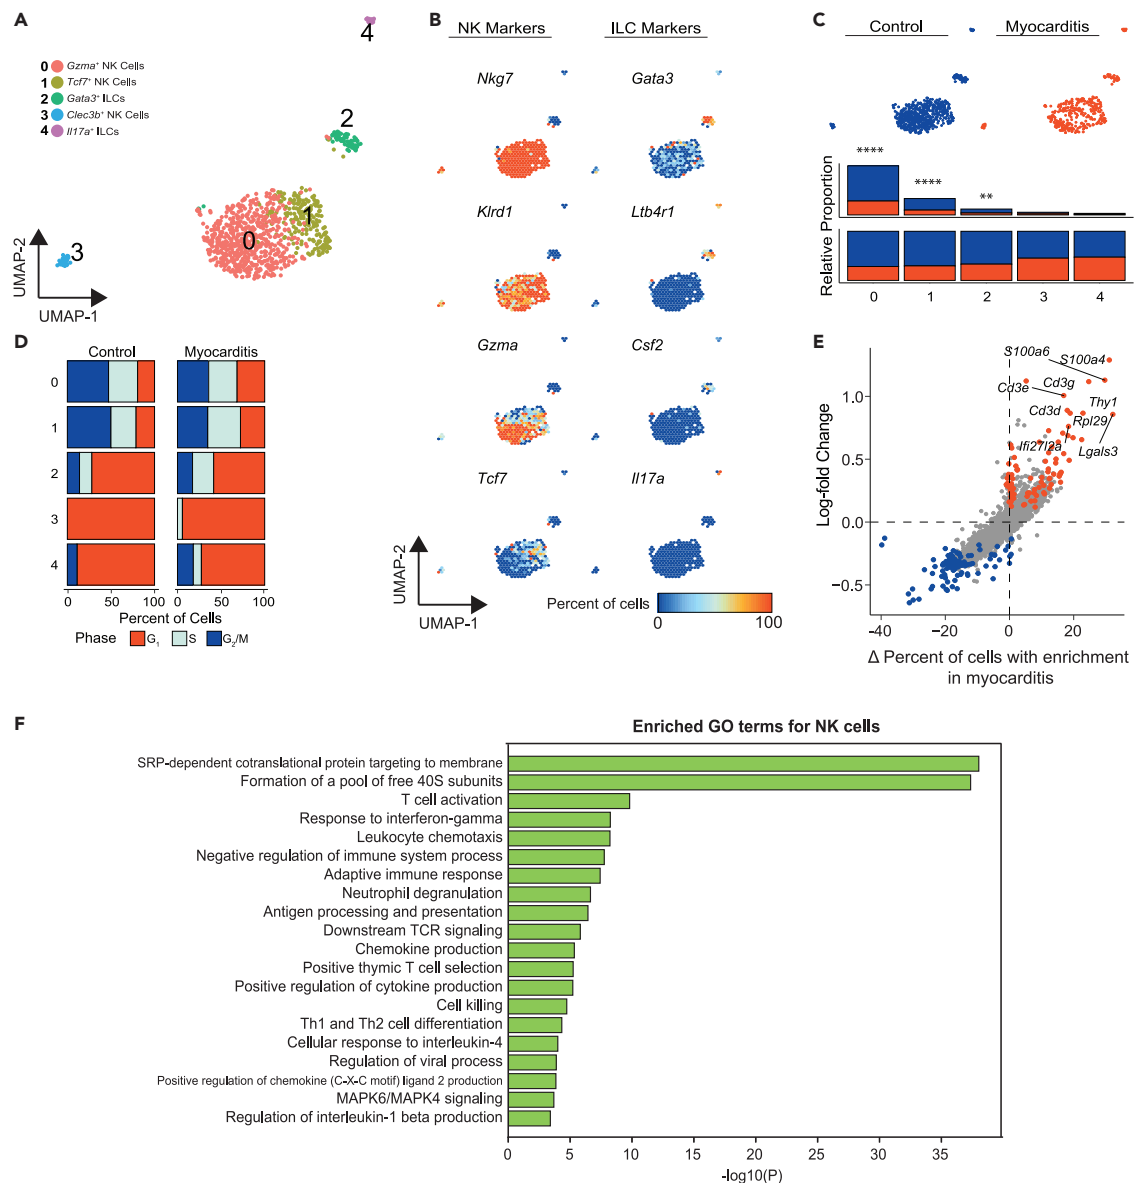 A
0 Gzma+ NK Cells
1 Tcf7+ NK Cells
2 Gata3+ ILCs
3 Clec3b+ NK Cells
4 Il17a+ ILCs
4
2
1
0
3
UMAP-2
UMAP-1
B
NK Markers
ILC Markers
Nkg7
Gata3
Klrd1
Ltb4r1
Gzma
Csf2
Tcf7
Il17a
UMAP-2
UMAP-1
Percent of cells
0
100
C
Control
Myocarditis
****
****
**
Relative Proportion
0 1 2 3 4
D
Control
Myocarditis
0
1
2
3
4
0 50 100
0 50 100
Percent of Cells
Phase G1 S G2/M
E
S100a6
S100a4
Cd3e
Cd3g
Thy1
Cd3d
Rpl29
Ifi27l2a
Lgals3
Log-fold Change
1.0
0.5
0.0
−0.5
−40 −20 0 20
Δ Percent of cells with enrichment
in myocarditis
F
Enriched GO terms for NK cells
SRP-dependent cotranslational protein targeting to membrane
Formation of a pool of free 40S subunits
T cell activation
Response to interferon-gamma
Leukocyte chemotaxis
Negative regulation of immune system process
Adaptive immune response
Neutrophil degranulation
Antigen processing and presentation
Downstream TCR signaling
Chemokine production
Positive thymic T cell selection
Positive regulation of cytokine production
Cell killing
Th1 and Th2 cell differentiation
Cellular response to interleukin-4
Regulation of viral process
Positive regulation of chemokine (C-X-C motif) ligand 2 production
MAPK6/MAPK4 signaling
Regulation of interleukin-1 beta production
0 5 10 15 20 25 30 35
-log10(P)